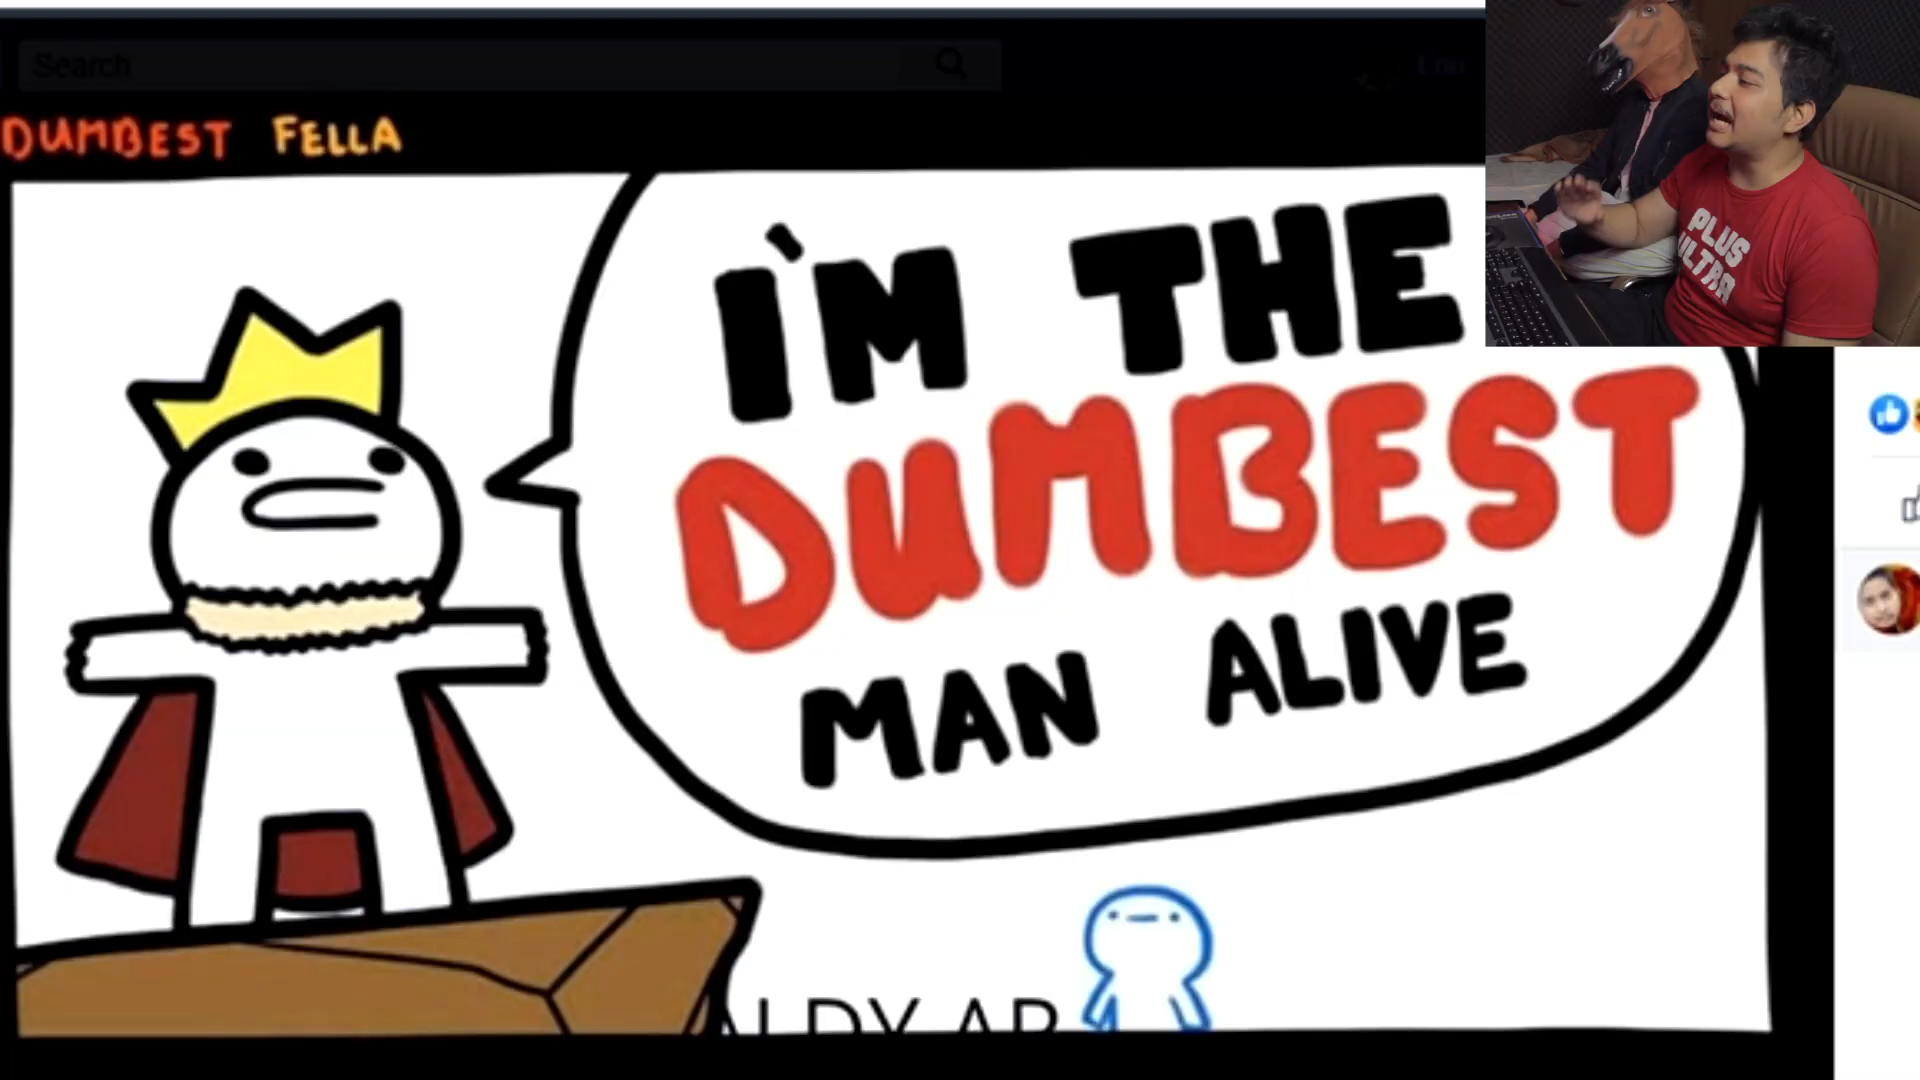 Search
DUMBEST FELLA
I'M THE
DUMBEST
MAN ALIVE
PLUS
ULTRA